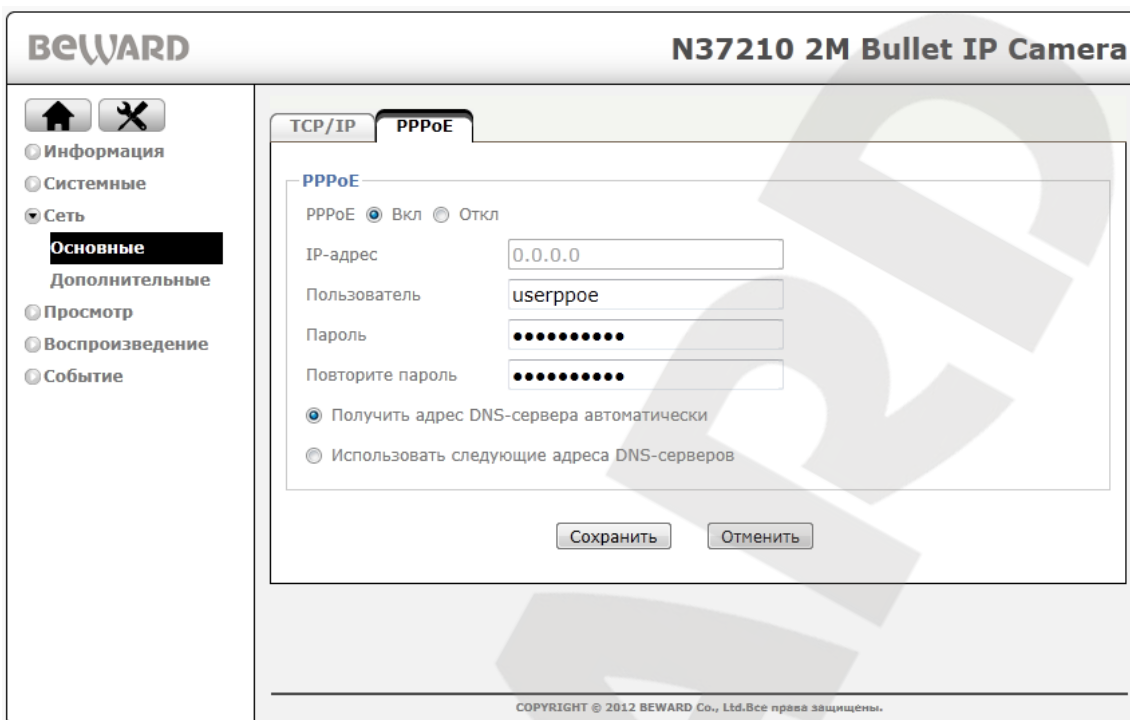 BEWARD
N37210 2M Bullet IP Camera
Информация
Системные
Сеть
Основные
Дополнительные
Просмотр
Воспроизведение
Событие
TCP/IP PPPoE
PPPoE
PPPoE Вкл Откл
IP-адрес 0.0.0.0
Пользователь userppoe
Пароль ●●●●●●●●●●
Повторите пароль ●●●●●●●●●●
Получить адрес DNS-сервера автоматически
Использовать следующие адреса DNS-серверов
Сохранить Отменить
COPYRIGHT © 2012 BEWARD Co., Ltd.Все права защищены.